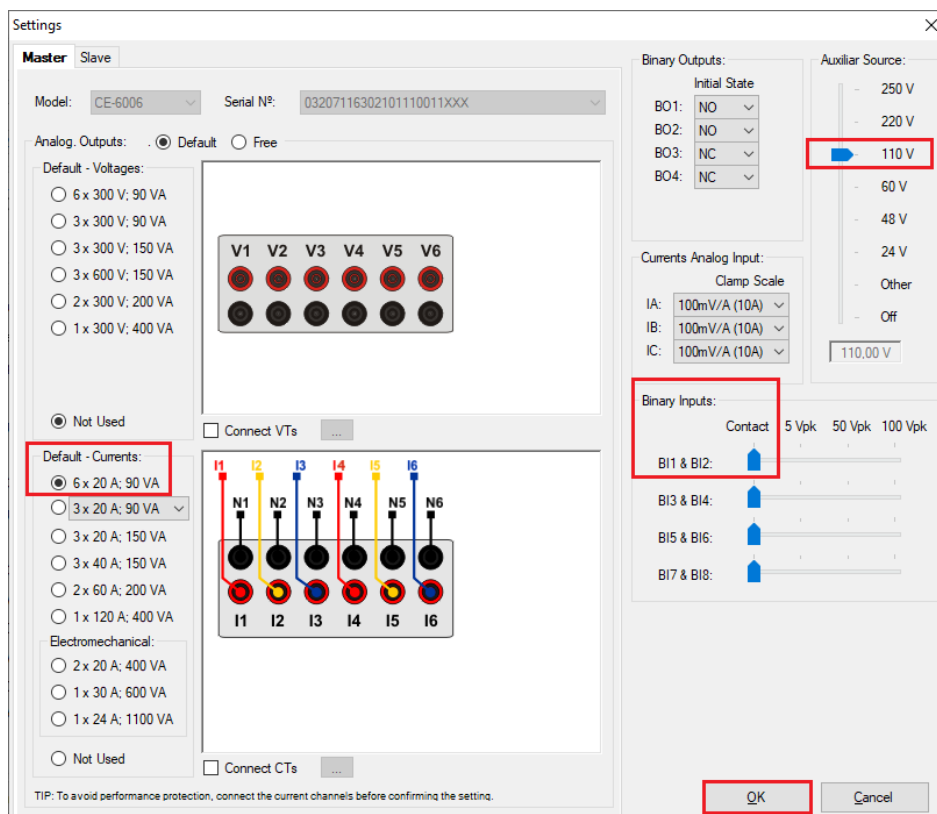 Settings
Master Slave
Model: CE-6006 Serial Nº: 03207116302101110011XXX
Analog. Outputs: . Default Free
Default - Voltages:
6 x 300 V; 90 VA
3 x 300 V; 90 VA
3 x 300 V; 150 VA
3 x 600 V; 150 VA
2 x 300 V; 200 VA
1 x 300 V; 400 VA
Not Used
V1 V2 V3 V4 V5 V6
Connect VTs ...
Default - Currents:
6 x 20 A; 90 VA
3 x 20 A; 90 VA
3 x 20 A; 150 VA
3 x 40 A; 150 VA
2 x 60 A; 200 VA
1 x 120 A; 400 VA
Electromechanical:
2 x 20 A; 400 VA
1 x 30 A; 600 VA
1 x 24 A; 1100 VA
Not Used
I1 I2 I3 I4 I5 I6
N1 N2 N3 N4 N5 N6
I1 I2 I3 I4 I5 I6
Connect CTs ...
TIP: To avoid performance protection, connect the current channels before confirming the setting.
Binary Outputs:
Initial State
BO1: NO
BO2: NO
BO3: NC
BO4: NC
Auxiliar Source:
250 V
220 V
110 V
60 V
48 V
24 V
Other
Off
110,00 V
Currents Analog Input:
Clamp Scale
IA: 100mV/A (10A)
IB: 100mV/A (10A)
IC: 100mV/A (10A)
Binary Inputs:
Contact 5 Vpk 50 Vpk 100 Vpk
BI1 & BI2:
BI3 & BI4:
BI5 & BI6:
BI7 & BI8:
OK Cancel